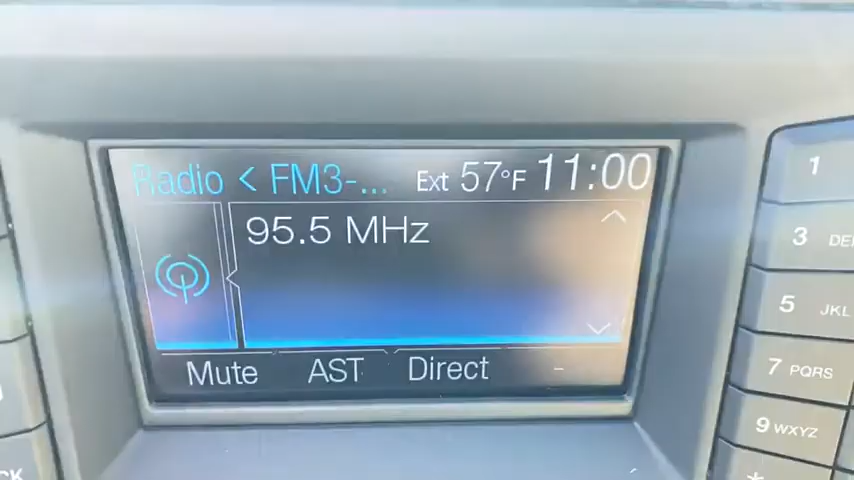 Radio < FM3-... Ext 57°F 11:00
95.5 MHz
Mute AST Direct -
1
3
5 JKL
7 PQRS
9 WXYZ
*